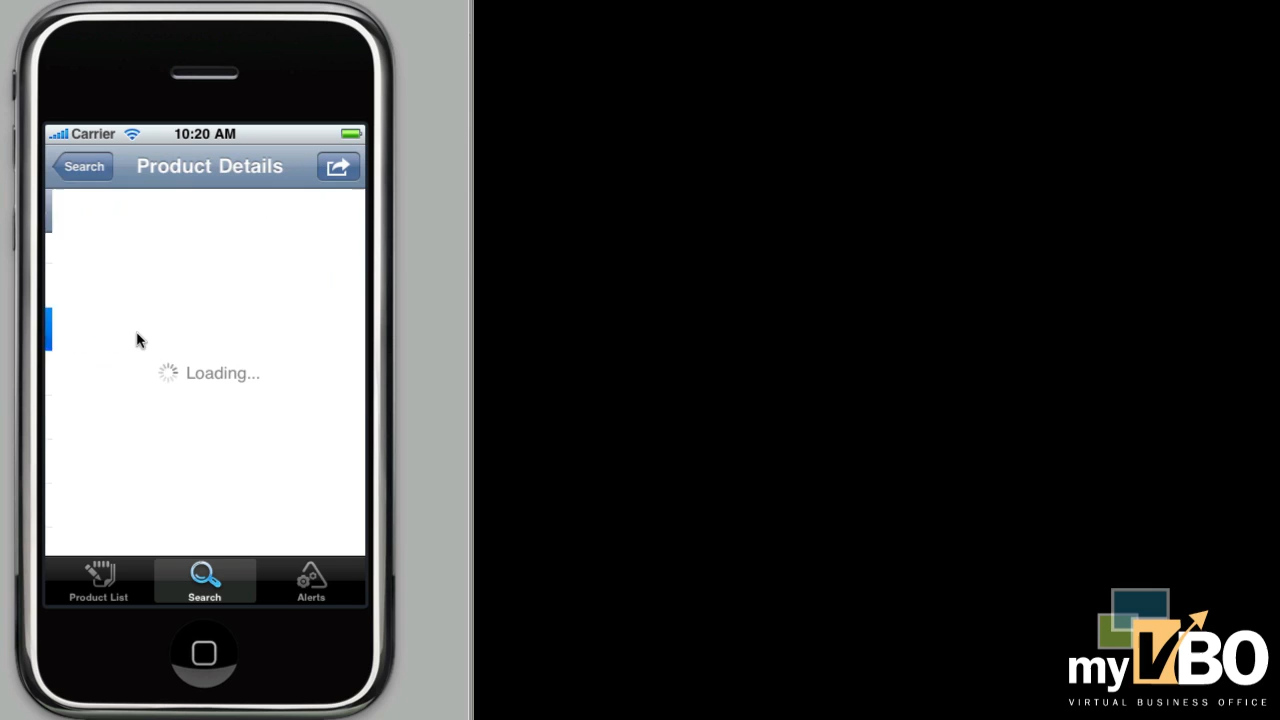 Carrier 10:20 AM
Search Product Details
Loading...
Product List Search Alerts
myVBO
VIRTUAL BUSINESS OFFICE